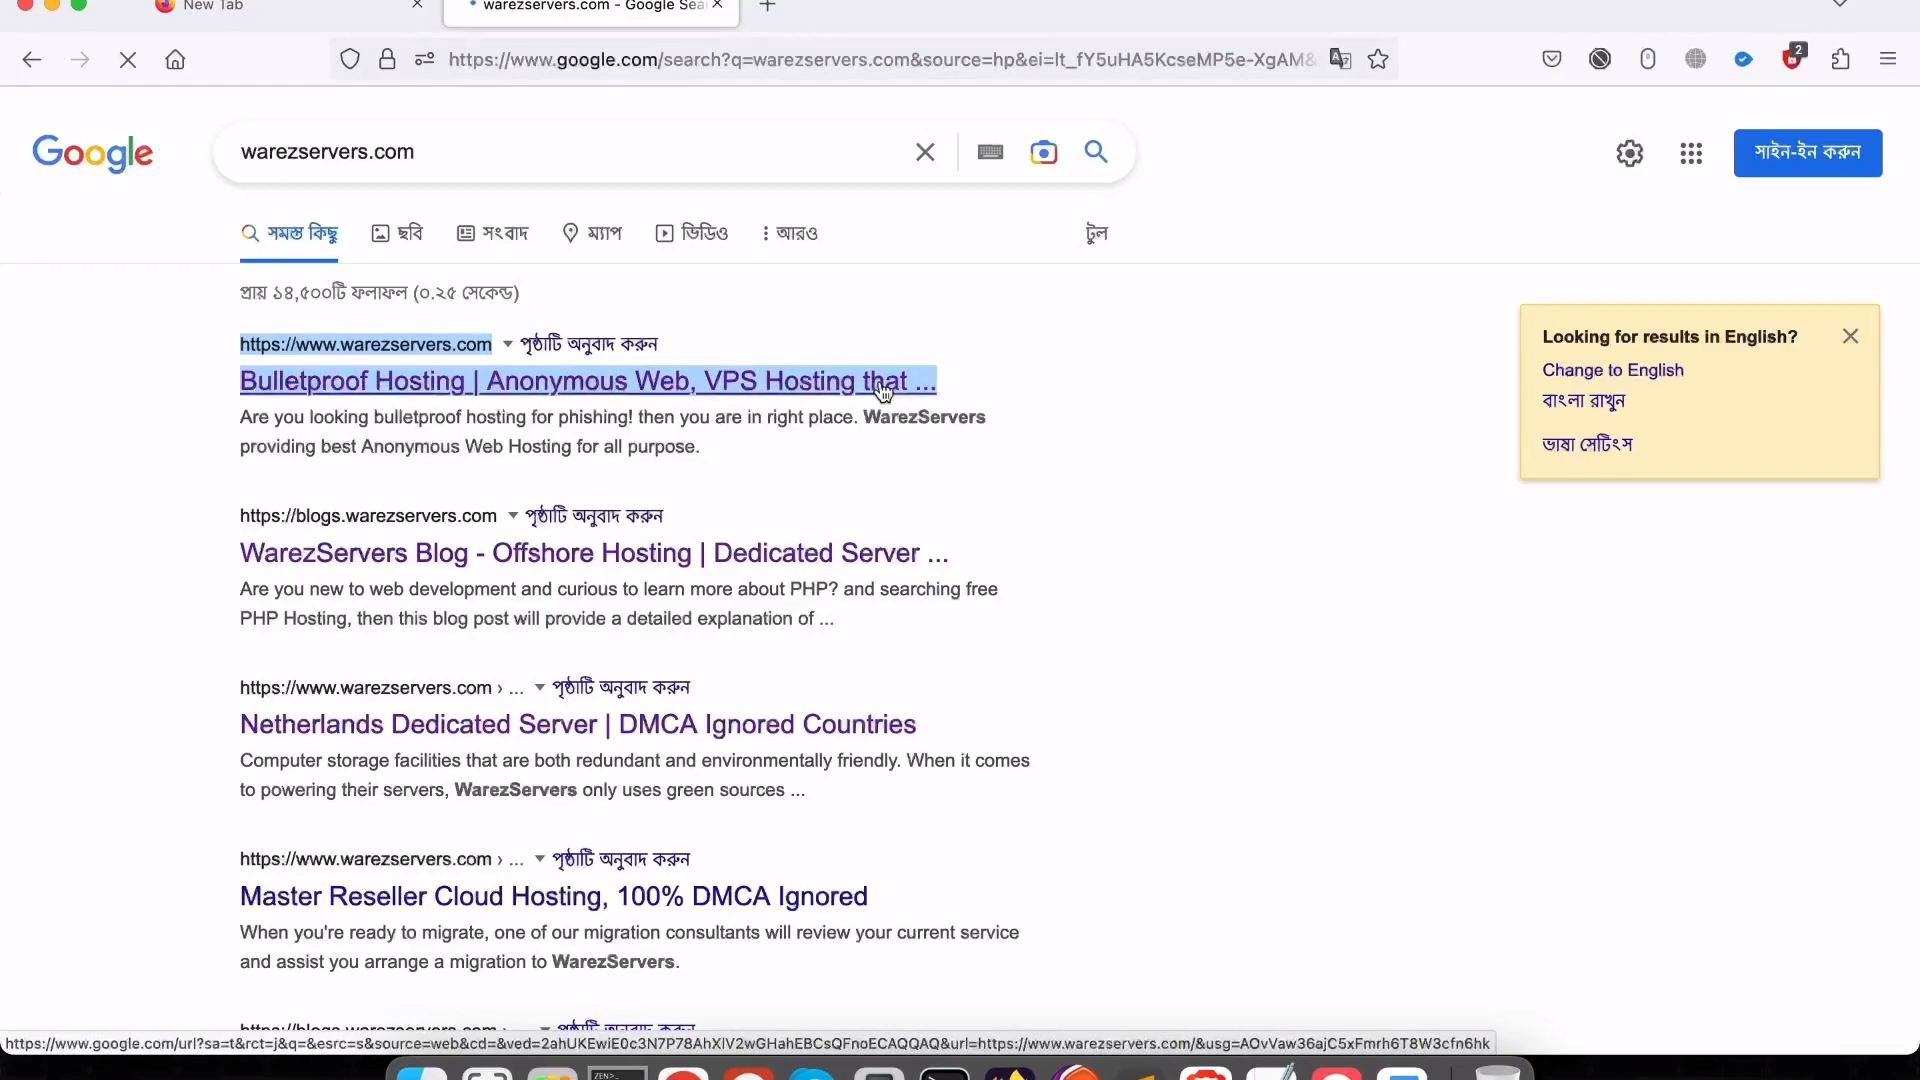 New Tab
warezservers.com - Google Sea
https://www.google.com/search?q=warezservers.com&source=hp&ei=lt_fY5uHA5KcseMP5e-XgAM&
2
Google
warezservers.com
সাইন-ইন করুন
সমস্ত কিছু
ছবি
সংবাদ
ম্যাপ
ভিডিও
আরও
টুল
প্রায় ১৪,৫০০টি ফলাফল (০.২৫ সেকেন্ড)
https://www.warezservers.com পৃষ্ঠাটি অনুবাদ করুন
Bulletproof Hosting | Anonymous Web, VPS Hosting that ...
Are you looking bulletproof hosting for phishing! then you are in right place. WarezServers
providing best Anonymous Web Hosting for all purpose.
Looking for results in English?
Change to English
বাংলা রাখুন
ভাষা সেটিংস
https://blogs.warezservers.com পৃষ্ঠাটি অনুবাদ করুন
WarezServers Blog - Offshore Hosting | Dedicated Server ...
Are you new to web development and curious to learn more about PHP? and searching free
PHP Hosting, then this blog post will provide a detailed explanation of ...
https://www.warezservers.com › ... পৃষ্ঠাটি অনুবাদ করুন
Netherlands Dedicated Server | DMCA Ignored Countries
Computer storage facilities that are both redundant and environmentally friendly. When it comes
to powering their servers, WarezServers only uses green sources ...
https://www.warezservers.com › ... পৃষ্ঠাটি অনুবাদ করুন
Master Reseller Cloud Hosting, 100% DMCA Ignored
When you're ready to migrate, one of our migration consultants will review your current service
and assist you arrange a migration to WarezServers.
https://blogs.warezservers.com › ... পৃষ্ঠাটি অনুবাদ করুন
https://www.google.com/url?sa=t&rct=j&q=&esrc=s&source=web&cd=&ved=2ahUKEwiE0c3N7P78AhXlV2wGHahEBCsQFnoECAQQAQ&url=https://www.warezservers.com/&usg=AOvVaw36ajC5xFmrh6T8W3cfn6hk